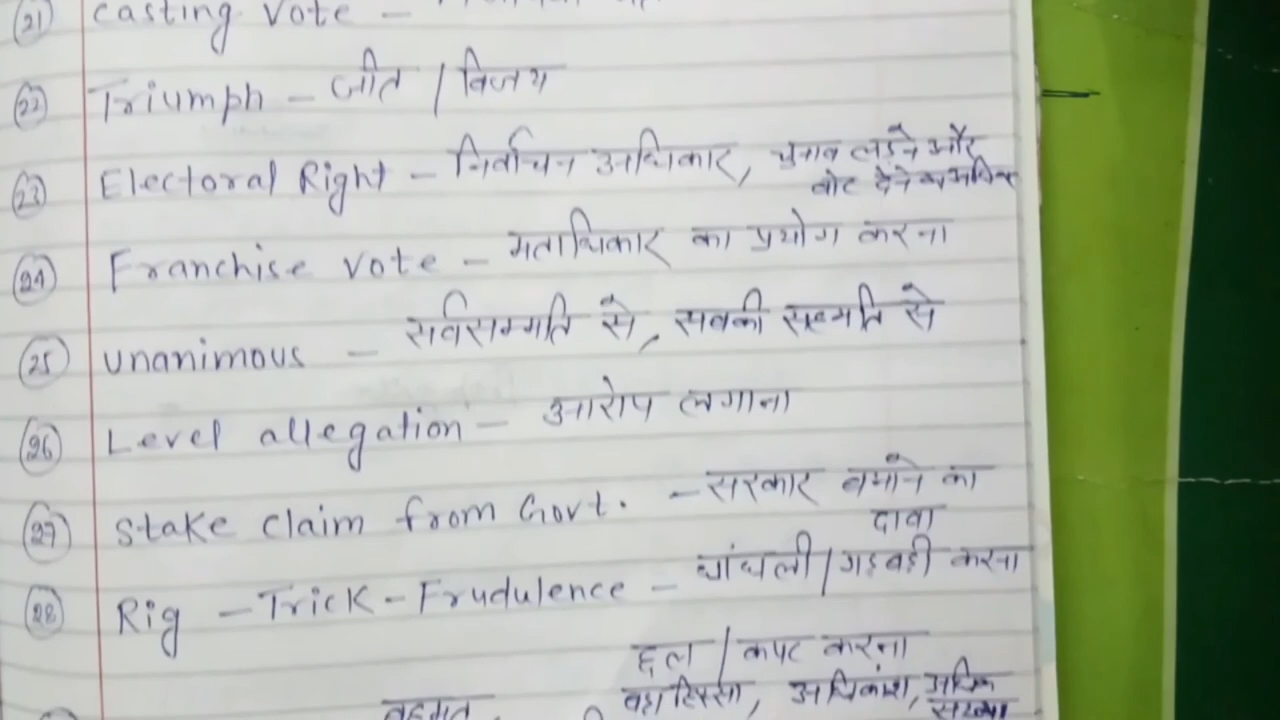 (21) Casting Vote -
(22) Triumph - जीत / विजय
(23) Electoral Right - निर्वाचन अधिकार, चुनाव लड़ने और
वोट देने का अधिकार
(24) Franchise Vote - मताधिकार का प्रयोग करना
(25) Unanimous - सर्वसम्मति से, सबकी सहमति से
(26) Level allegation - आरोप लगाना
(27) Stake Claim from Govt. - सरकार बनाने का
दावा
(28) Rig - Trick - Frudulence - धांधली / गड़बड़ी करना
छल / कपट करना
बड़ा हिस्सा, अधिकांश, अधिक
बहुमत, संख्या